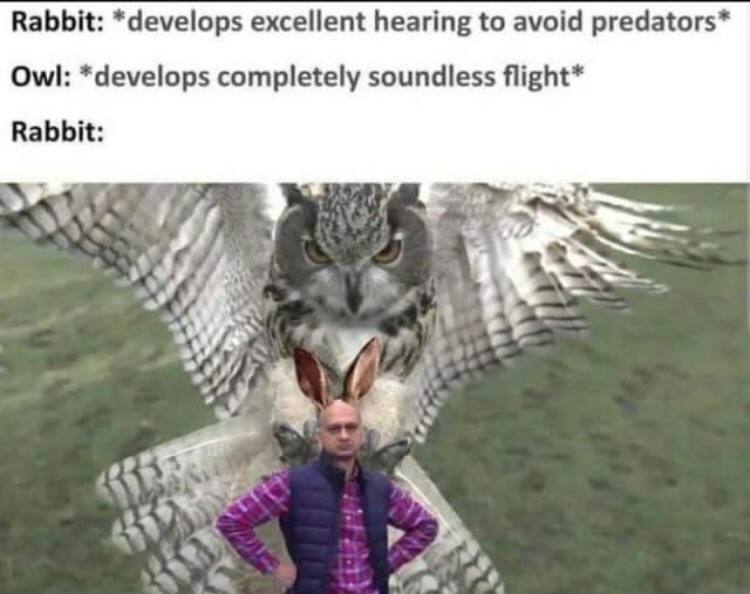 Rabbit: *develops excellent hearing to avoid predators*
Owl: *develops completely soundless flight*
Rabbit: